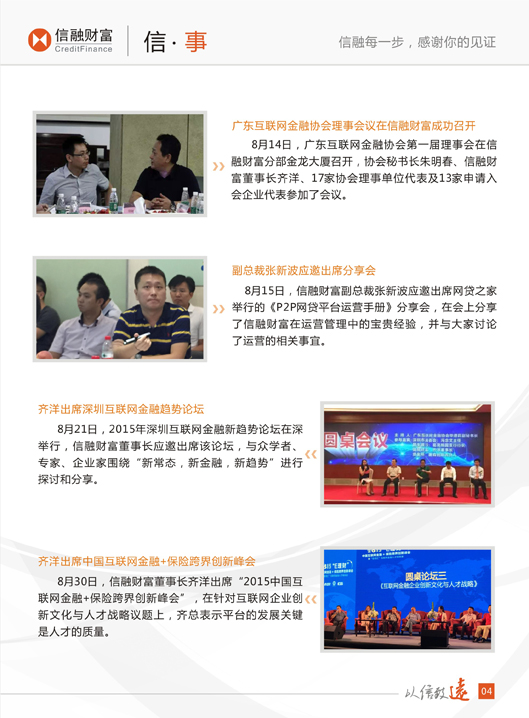 信融财富
CreditFinance
信·事
信融每一步，感谢你的见证
广东互联网金融协会理事会议在信融财富成功召开
8月14日，广东互联网金融协会第一届理事会在信
融财富分部金龙大厦召开，协会秘书长朱明春、信融财
富董事长齐洋、17家协会理事单位代表及13家申请入
会企业代表参加了会议。
副总裁张新波应邀出席分享会
8月15日，信融财富副总裁张新波应邀出席网贷之家
举行的《P2P网贷平台运营手册》分享会，在会上分享
了信融财富在运营管理中的宝贵经验，并与大家讨论
了运营的相关事宜。
齐洋出席深圳互联网金融趋势论坛
8月21日，2015年深圳互联网金融新趋势论坛在深
举行，信融财富董事长应邀出席该论坛，与众学者、
专家、企业家围绕“新常态，新金融，新趋势”进行
探讨和分享。
圆桌会议
齐洋出席中国互联网金融+保险跨界创新峰会
8月30日，信融财富董事长齐洋出席“2015中国互
联网金融+保险跨界创新峰会”，在针对互联网企业创
新文化与人才战略议题上，齐总表示平台的发展关键
是人才的质量。
圆桌论坛三
《互联网金融企业创新文化与人才战略》
以信致远
04